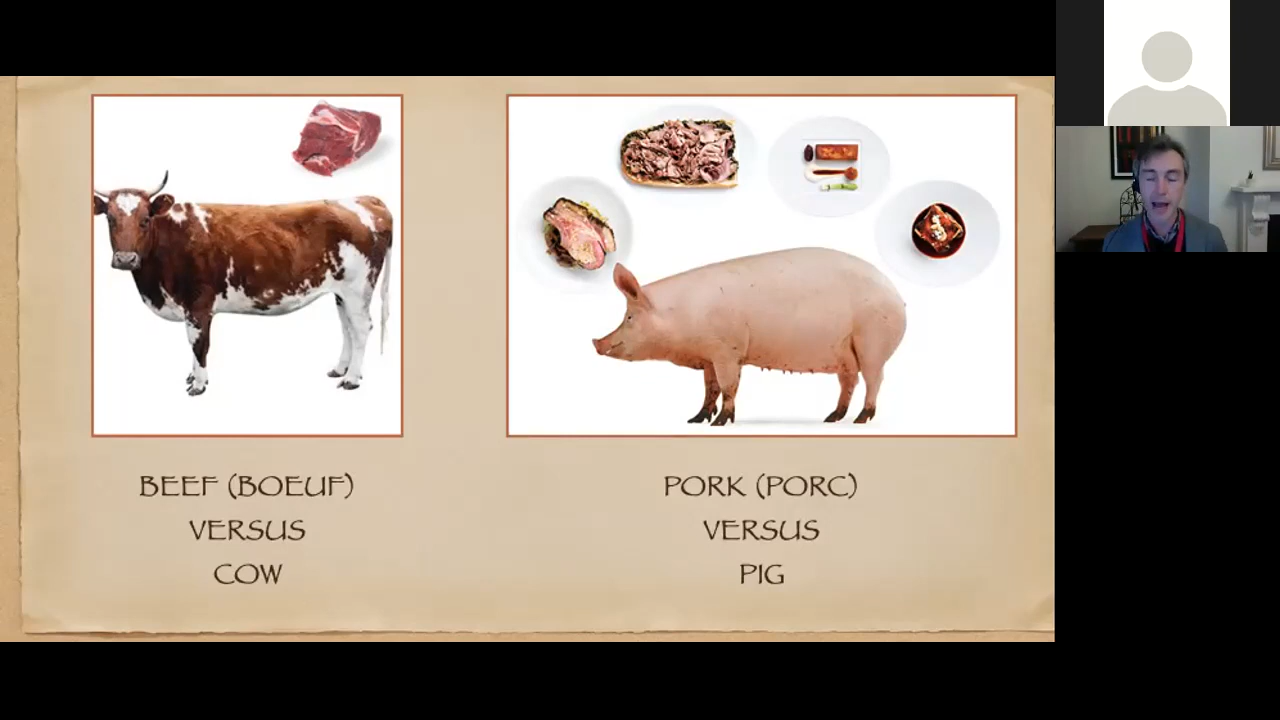 BEEF (BOEUF)
VERSUS
COW
PORK (PORC)
VERSUS
PIG